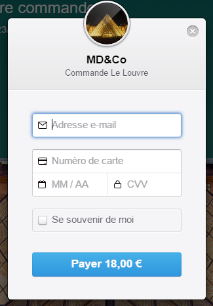 re commande
MD&Co
Commande Le Louvre
Adresse e-mail
Numéro de carte
MM / AA
CVV
Se souvenir de moi
Payer 18,00 €